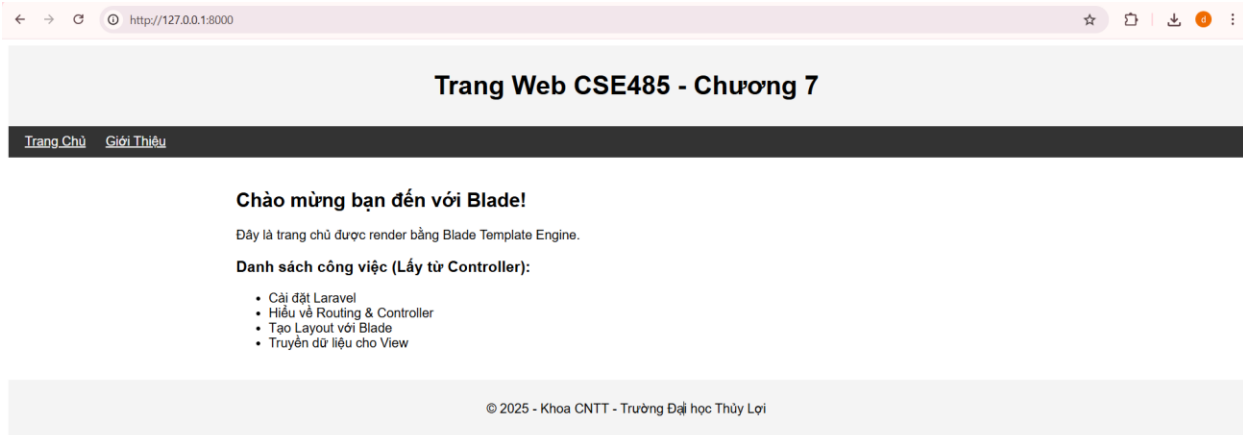 http://127.0.0.1:8000
d
Trang Web CSE485 - Chương 7
Trang Chủ Giới Thiệu
Chào mừng bạn đến với Blade!
Đây là trang chủ được render bằng Blade Template Engine.
Danh sách công việc (Lấy từ Controller):
• Cài đặt Laravel
• Hiểu về Routing & Controller
• Tạo Layout với Blade
• Truyền dữ liệu cho View
© 2025 - Khoa CNTT - Trường Đại học Thủy Lợi